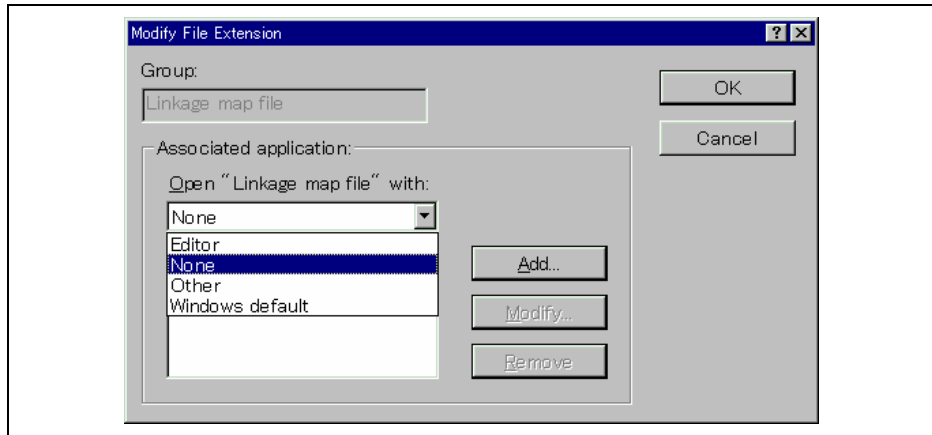 Modify File Extension
Group:
Linkage map file
OK
Cancel
Associated application:
Open "Linkage map file" with:
None
Editor
None
Other
Windows default
Add...
Modify...
Remove